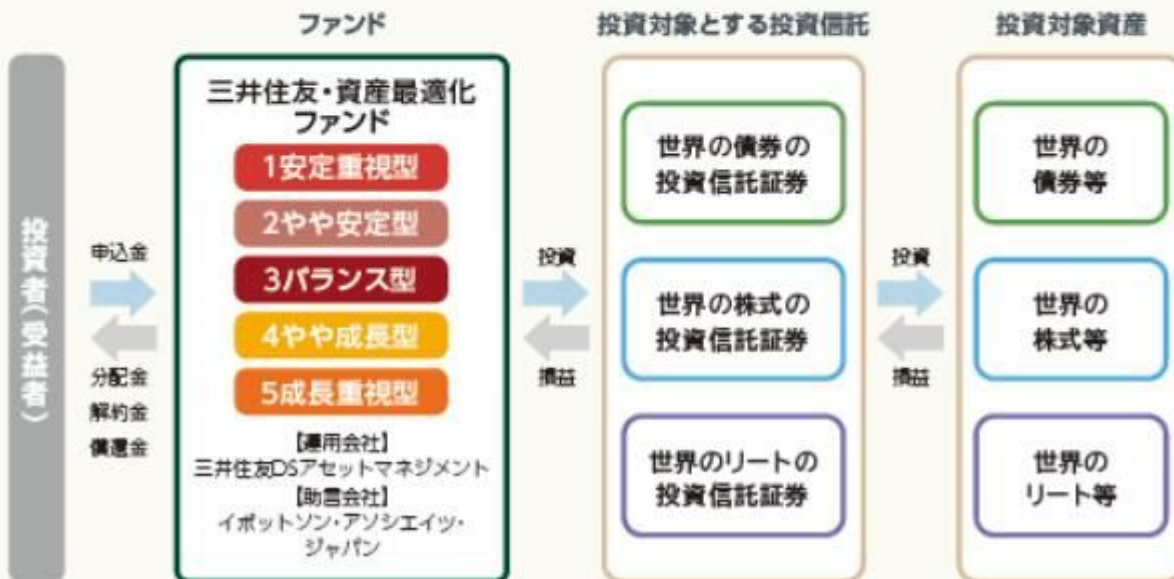 ファンド
投資対象とする投資信託
投資対象資産
投資者（受益者）
申込金
分配金
解約金
償還金
三井住友・資産最適化
ファンド
1安定重視型
2やや安定型
3バランス型
4やや成長型
5成長重視型
【運用会社】
三井住友DSアセットマネジメント
【助言会社】
イボットソン・アソシエイツ・
ジャパン
投資
損益
世界の債券の
投資信託証券
世界の株式の
投資信託証券
世界のリートの
投資信託証券
投資
損益
世界の
債券等
世界の
株式等
世界の
リート等